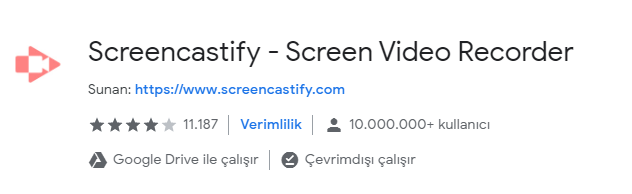 Screencastify - Screen Video Recorder
Sunan: https://www.screencastify.com
11.187 Verimlilik 10.000.000+ kullanıcı
Google Drive ile çalışır Çevrimdışı çalışır